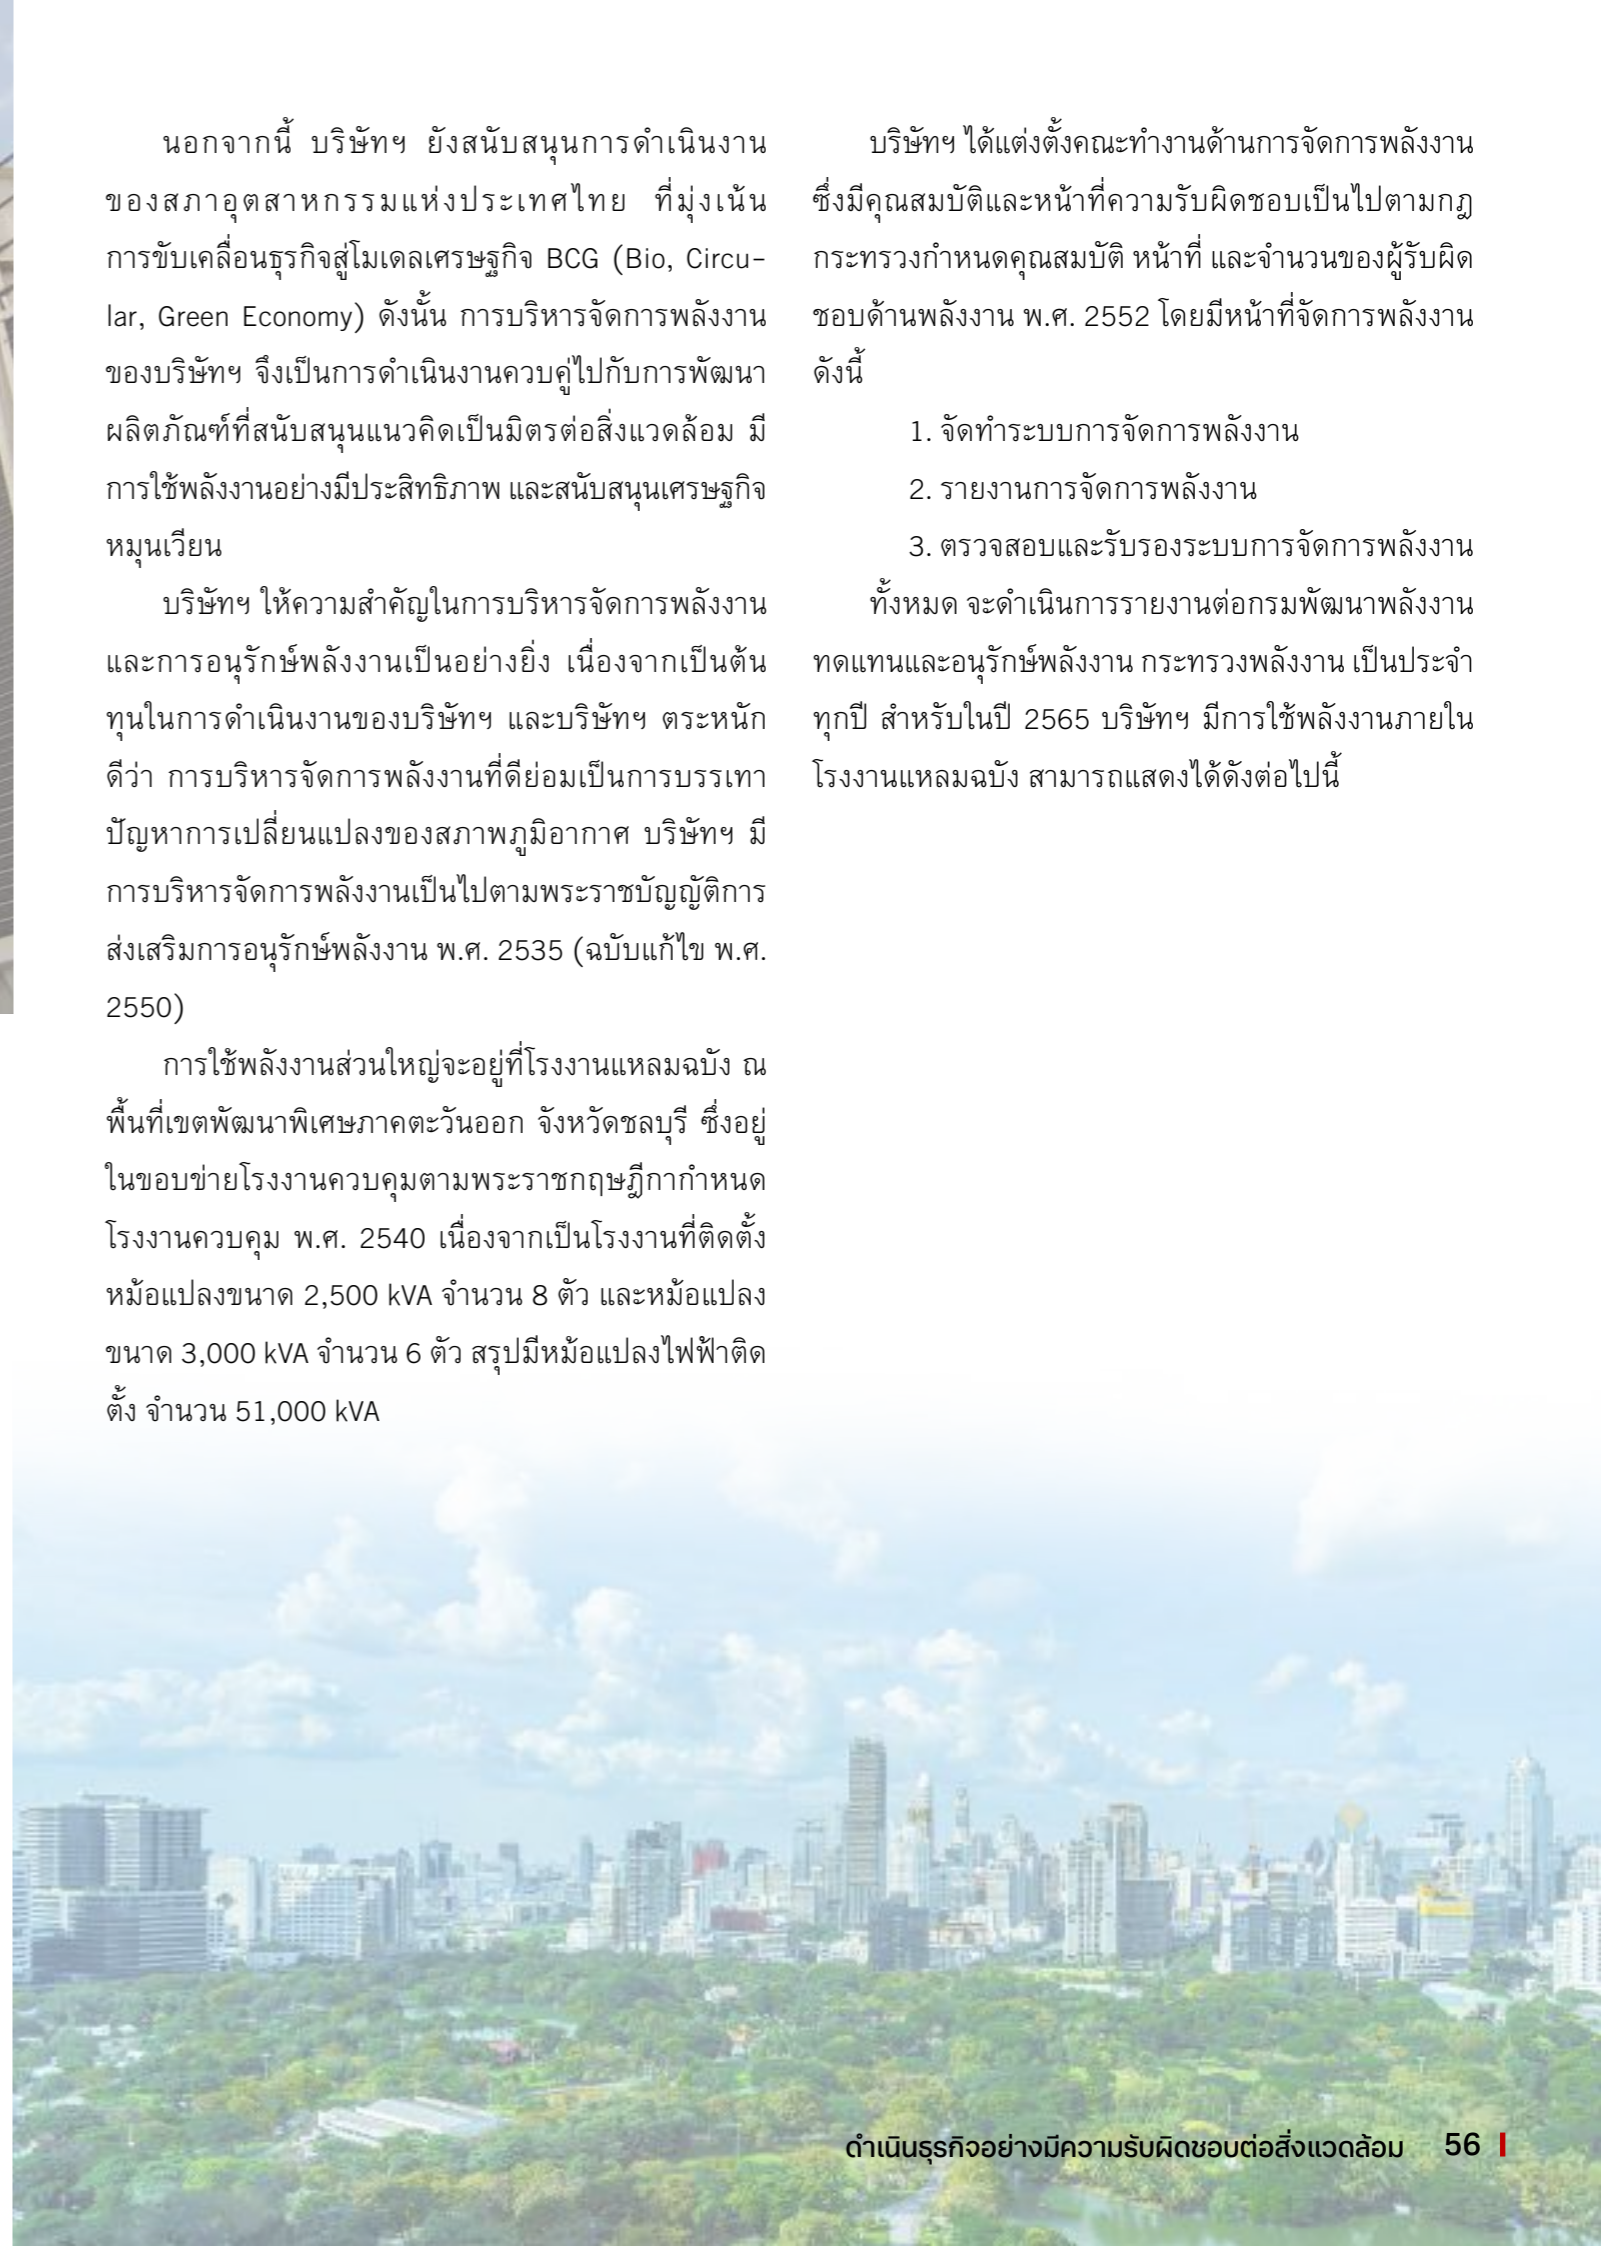 นอกจากนี้ บริษัทฯ ยังสนับสนุนการดำเนินงาน
ของสภาอุตสาหกรรมแห่งประเทศไทย ที่มุ่งเน้น
การขับเคลื่อนธุรกิจสู่โมเดลเศรษฐกิจ BCG (Bio, Circu-
lar, Green Economy) ดังนั้น การบริหารจัดการพลังงาน
ของบริษัทฯ จึงเป็นการดำเนินงานควบคู่ไปกับการพัฒนา
ผลิตภัณฑ์ที่สนับสนุนแนวคิดเป็นมิตรต่อสิ่งแวดล้อม มี
การใช้พลังงานอย่างมีประสิทธิภาพ และสนับสนุนเศรษฐกิจ
หมุนเวียน
บริษัทฯ ให้ความสำคัญในการบริหารจัดการพลังงาน
และการอนุรักษ์พลังงานเป็นอย่างยิ่ง เนื่องจากเป็นต้น
ทุนในการดำเนินงานของบริษัทฯ และบริษัทฯ ตระหนัก
ดีว่า การบริหารจัดการพลังงานที่ดีย่อมเป็นการบรรเทา
ปัญหาการเปลี่ยนแปลงของสภาพภูมิอากาศ บริษัทฯ มี
การบริหารจัดการพลังงานเป็นไปตามพระราชบัญญัติการ
ส่งเสริมการอนุรักษ์พลังงาน พ.ศ. 2535 (ฉบับแก้ไข พ.ศ.
2550)
การใช้พลังงานส่วนใหญ่จะอยู่ที่โรงงานแหลมฉบัง ณ
พื้นที่เขตพัฒนาพิเศษภาคตะวันออก จังหวัดชลบุรี ซึ่งอยู่
ในขอบข่ายโรงงานควบคุมตามพระราชกฤษฎีกากำหนด
โรงงานควบคุม พ.ศ. 2540 เนื่องจากเป็นโรงงานที่ติดตั้ง
หม้อแปลงขนาด 2,500 kVA จำนวน 8 ตัว และหม้อแปลง
ขนาด 3,000 kVA จำนวน 6 ตัว สรุปมีหม้อแปลงไฟฟ้าติด
ตั้ง จำนวน 51,000 kVA
บริษัทฯ ได้แต่งตั้งคณะทำงานด้านการจัดการพลังงาน
ซึ่งมีคุณสมบัติและหน้าที่ความรับผิดชอบเป็นไปตามกฎ
กระทรวงกำหนดคุณสมบัติ หน้าที่ และจำนวนของผู้รับผิด
ชอบด้านพลังงาน พ.ศ. 2552 โดยมีหน้าที่จัดการพลังงาน
ดังนี้
1. จัดทำระบบการจัดการพลังงาน
2. รายงานการจัดการพลังงาน
3. ตรวจสอบและรับรองระบบการจัดการพลังงาน
ทั้งหมด จะดำเนินการรายงานต่อกรมพัฒนาพลังงาน
ทดแทนและอนุรักษ์พลังงาน กระทรวงพลังงาน เป็นประจำ
ทุกปี สำหรับในปี 2565 บริษัทฯ มีการใช้พลังงานภายใน
โรงงานแหลมฉบัง สามารถแสดงได้ดังต่อไปนี้
ดำเนินธุรกิจอย่างมีความรับผิดชอบต่อสิ่งแวดล้อม 56